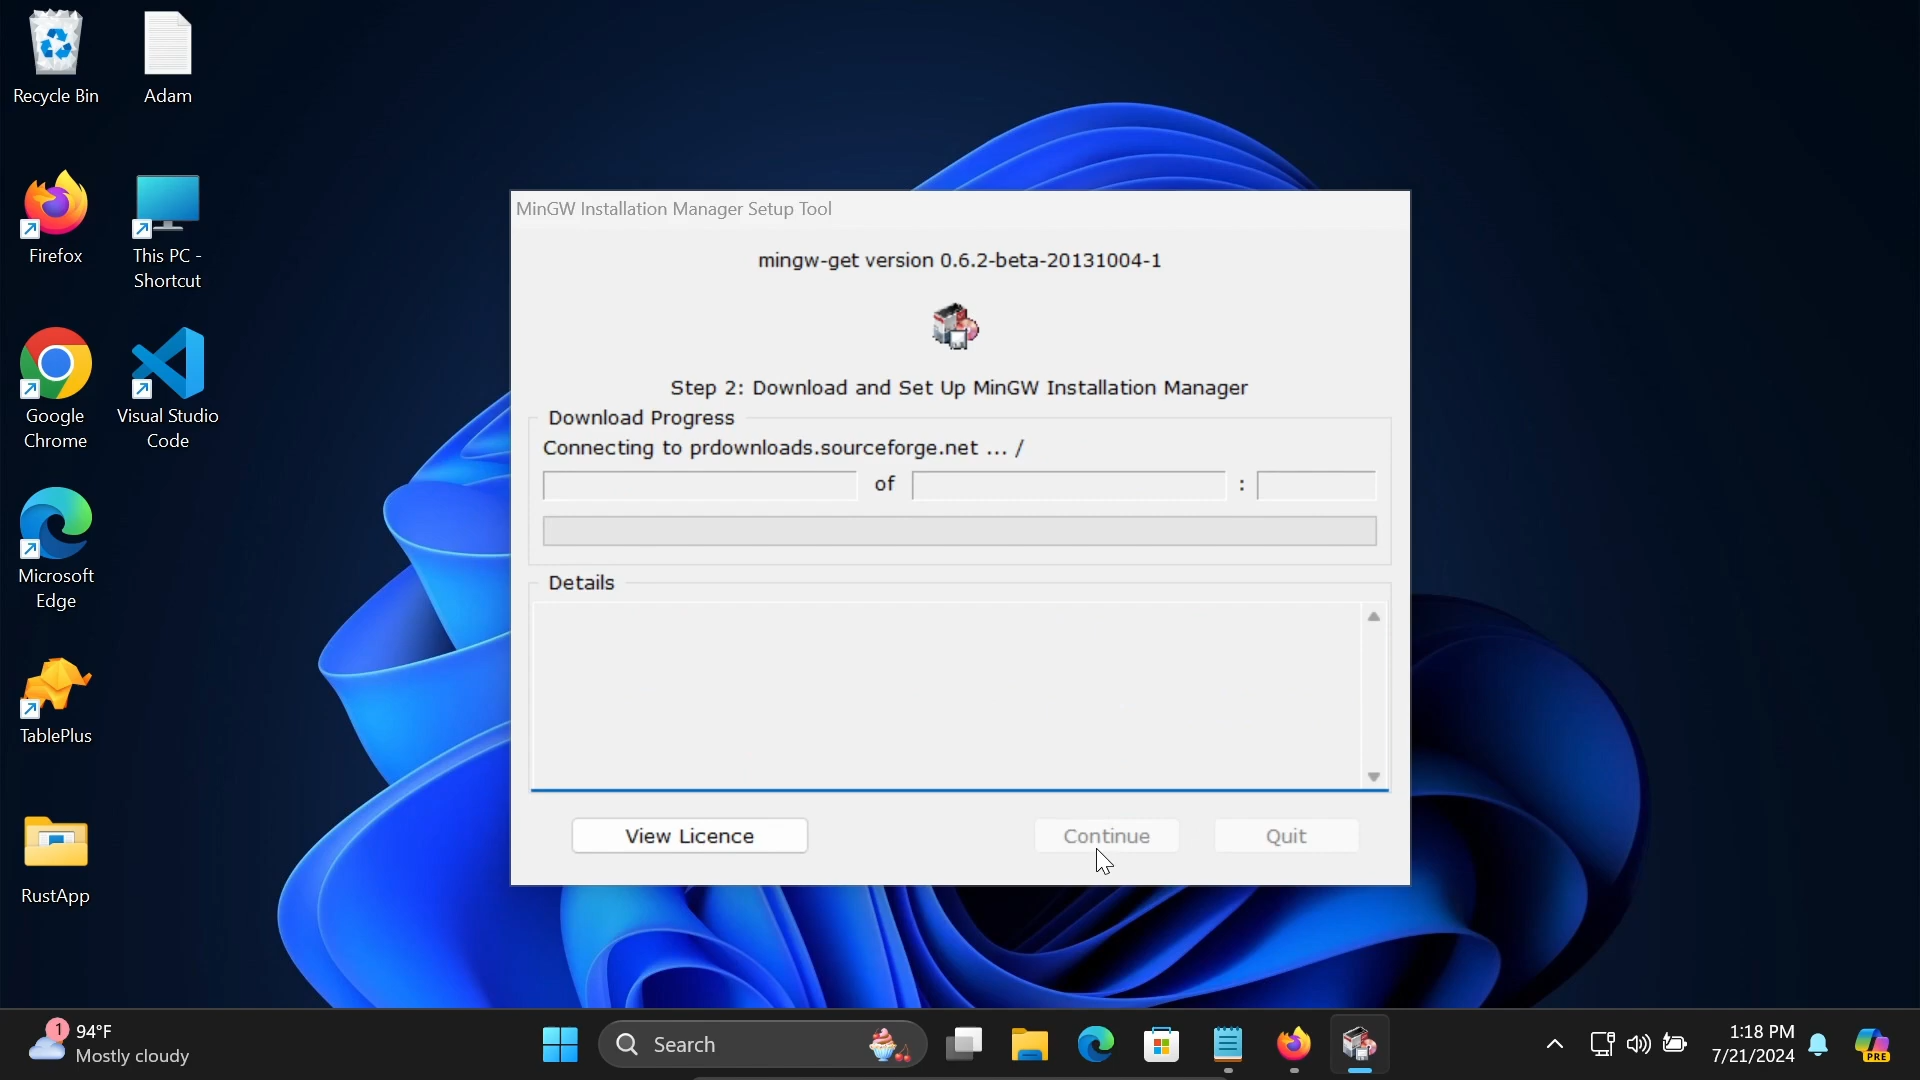 Recycle Bin
Adam
Firefox
This PC -
Shortcut
Google
Chrome
Visual Studio
Code
Microsoft
Edge
TablePlus
RustApp
MinGW Installation Manager Setup Tool
mingw-get version 0.6.2-beta-20131004-1
Step 2: Download and Set Up MinGW Installation Manager
Download Progress
Connecting to prdownloads.sourceforge.net ... /
of :
Details
View Licence
Continue
Quit
1
94°F
Mostly cloudy
Search
1:18 PM
7/21/2024
PRE